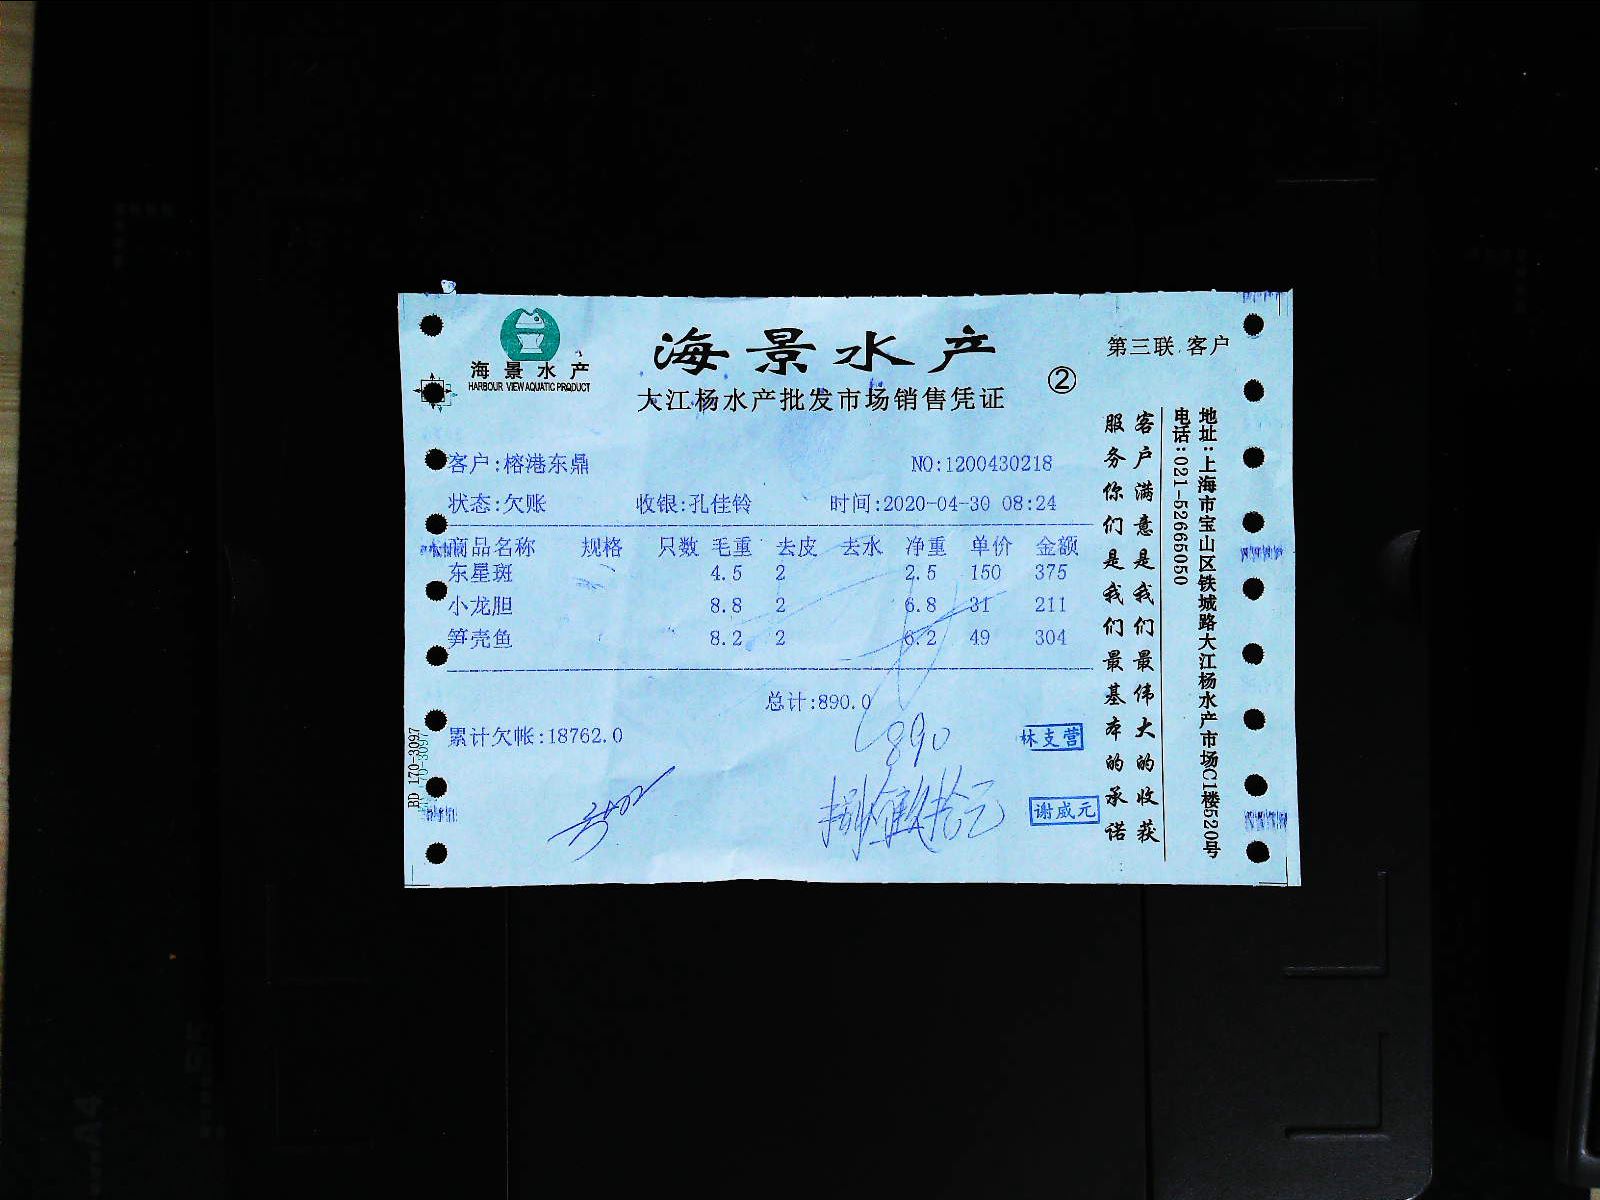 海景水产
HARBOUR VIEW AQUATIC PRODUCT
海景水产
大江杨水产批发市场销售凭证
②
第三联 客户
客户:榕港东鼎 NO:1200430218
状态:欠账 收银:孔佳铃 时间:2020-04-30 08:24
商品名称 规格 只数 毛重 去皮 去水 净重 单价 金额
东星斑 4.5 2 2.5 150 375
小龙胆 8.8 2 6.8 31 211
笋壳鱼 8.2 2 6.2 49 304
总计:890.0
累计欠帐:18762.0
890
捌佰玖拾元
林支营
谢威元
客户满意是我们最伟大的收获
服务你们是我们最基本的承诺
地址:上海市宝山区铁城路大江杨水产市场C1楼520号
电话:021-52665050
BD 170-3097